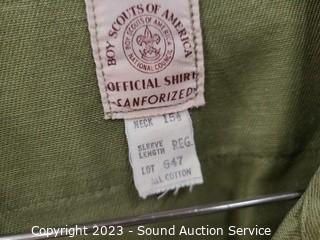 BOY SCOUTS OF AMERICA
BOY SCOUTS OF AMERICA
NATIONAL COUNCIL
OFFICIAL SHIRT
SANFORIZED
NECK 15½
SLEEVE LENGTH REG.
LOT 647
ALL COTTON
Copyright 2023 - Sound Auction Service